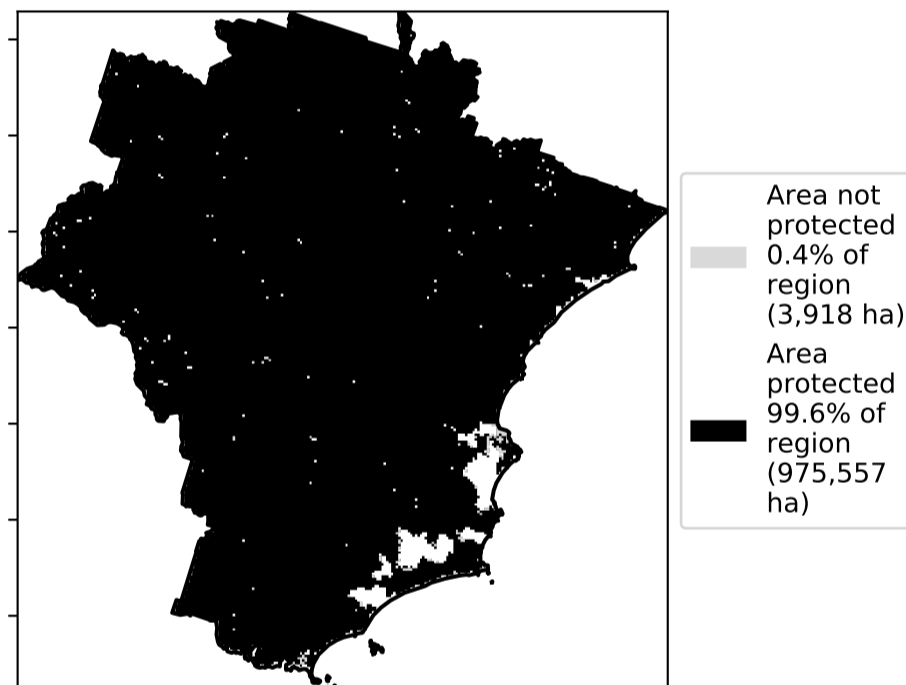 Area not
protected
0.4% of
region
(3,918 ha)
Area
protected
99.6% of
region
(975,557
ha)